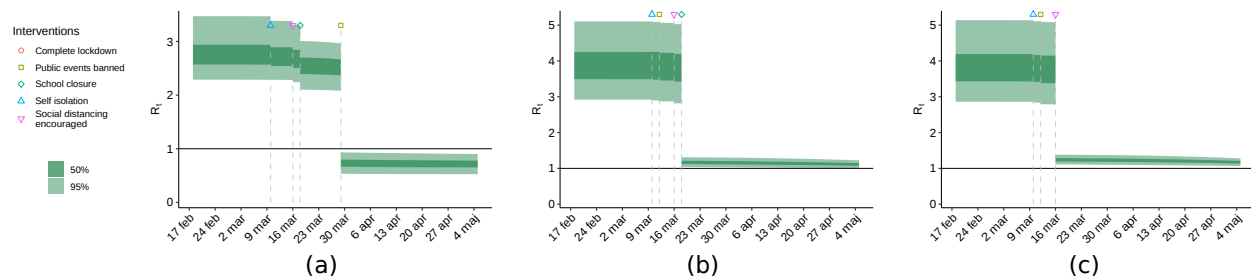 Interventions
Complete lockdown
Public events banned
School closure
Self isolation
Social distancing
encouraged
50%
95%
Rt
3
2
1
0
17 feb
24 feb
2 mar
9 mar
16 mar
23 mar
30 mar
6 apr
13 apr
20 apr
27 apr
4 maj
(a)
Rt
5
4
3
2
1
0
17 feb
24 feb
2 mar
9 mar
16 mar
23 mar
30 mar
6 apr
13 apr
20 apr
27 apr
4 maj
(b)
Rt
5
4
3
2
1
0
17 feb
24 feb
2 mar
9 mar
16 mar
23 mar
30 mar
6 apr
13 apr
20 apr
27 apr
4 maj
(c)